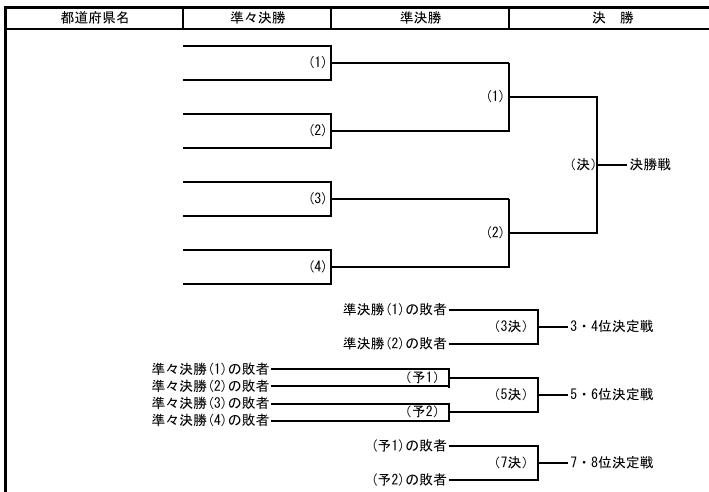 都道府県名 準々決勝 準決勝 決　勝
(1)
(1)
(2)
(決) 決勝戦
(3)
(2)
(4)
準決勝(1)の敗者
(3決) 3・4位決定戦
準決勝(2)の敗者
準々決勝(1)の敗者
(予1)
準々決勝(2)の敗者
(5決) 5・6位決定戦
準々決勝(3)の敗者
(予2)
準々決勝(4)の敗者
(予1)の敗者
(7決) 7・8位決定戦
(予2)の敗者